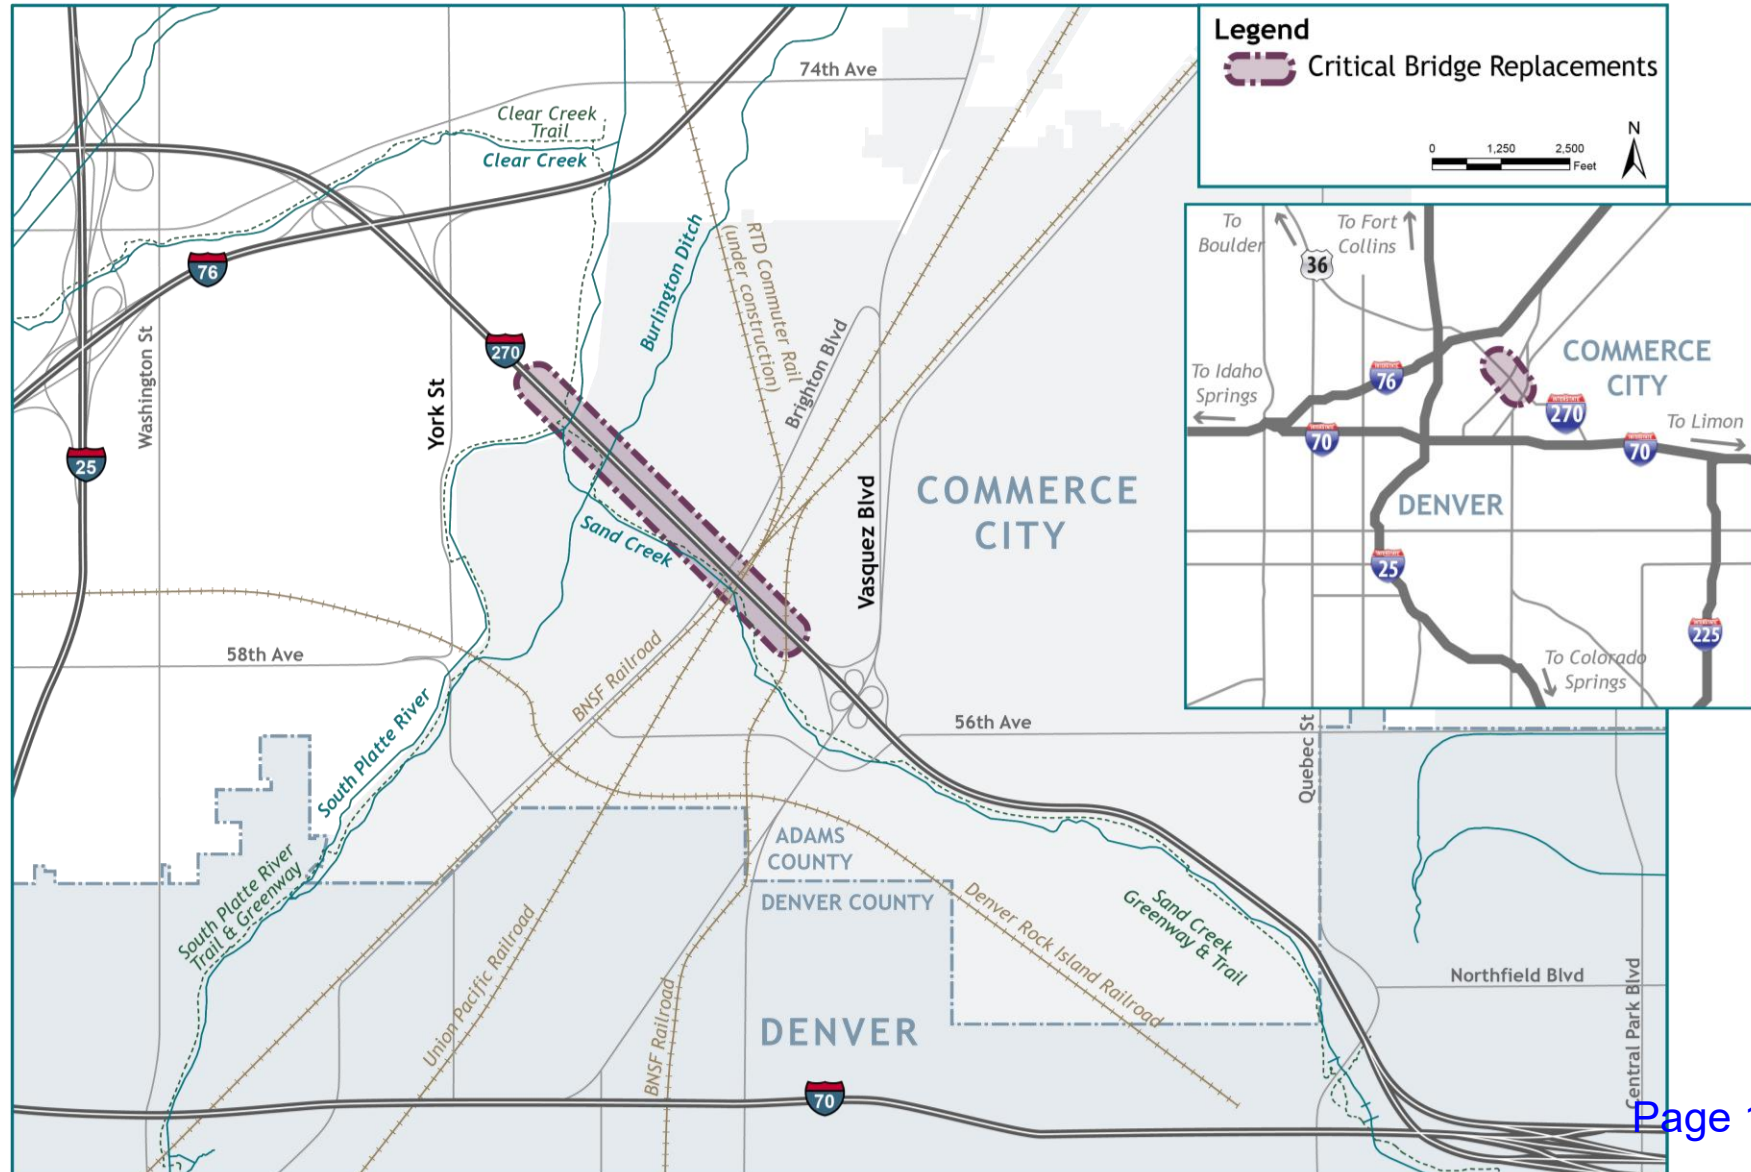 Legend
Critical Bridge Replacements
0
1,250
2,500
Feet
N
74th Ave
Clear Creek
Trail
Clear Creek
Burlington Ditch
RTD Commuter Rail
(under construction)
Brighton Blvd
76
270
25
Washington St
York St
Vasquez Blvd
COMMERCE
CITY
Sand Creek
BNSF Railroad
58th Ave
South Platte River
56th Ave
Quebec St
South Platte River
Trail & Greenway
ADAMS
COUNTY
DENVER COUNTY
Union Pacific Railroad
BNSF Railroad
Denver Rock Island Railroad
Sand Creek
Greenway & Trail
Northfield Blvd
Central Park Blvd
DENVER
70
To
Boulder
To Fort
Collins
36
COMMERCE
CITY
To Idaho
Springs
76
270
70
70
To Limon
DENVER
25
225
To Colorado
Springs
Page 1